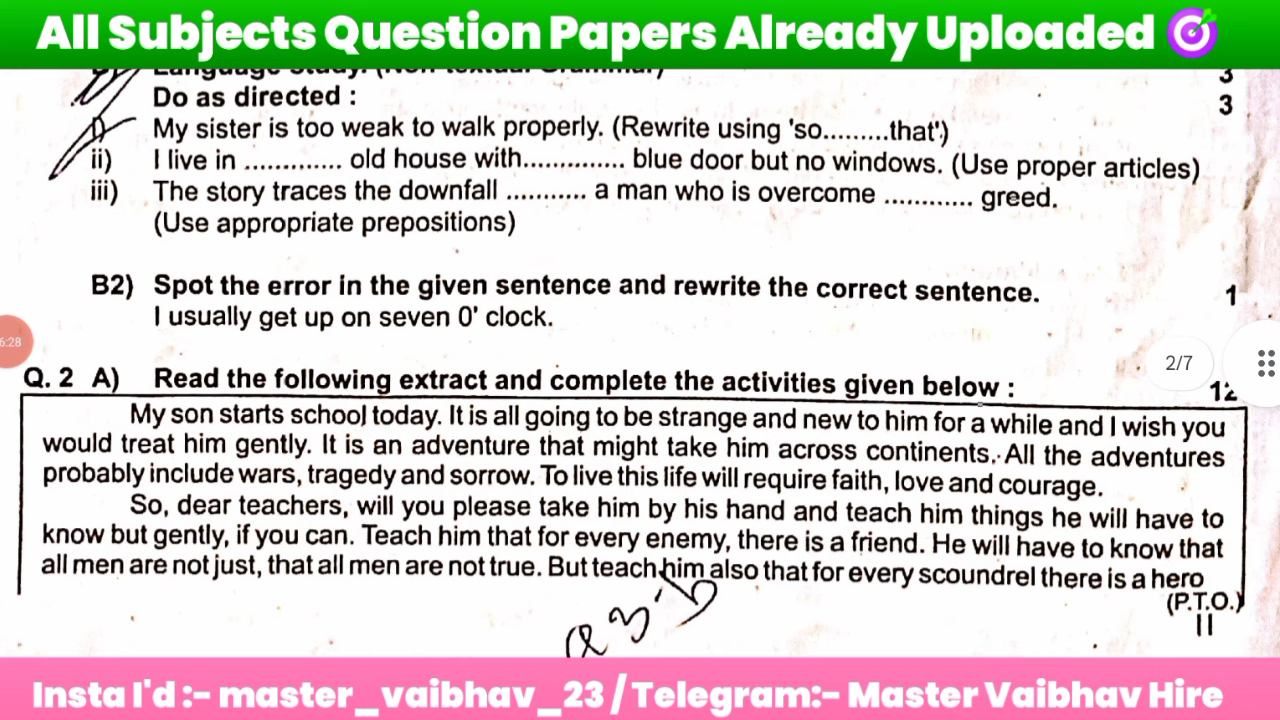 All Subjects Question Papers Already Uploaded
Language Study: (Non-textual Grammar) 3
Do as directed : 3
i) My sister is too weak to walk properly. (Rewrite using 'so.........that')
ii) I live in ............. old house with.............. blue door but no windows. (Use proper articles)
iii) The story traces the downfall ........... a man who is overcome ............ greed.
(Use appropriate prepositions)
B2) Spot the error in the given sentence and rewrite the correct sentence. 1
I usually get up on seven 0' clock.
6:28
2/7
Q. 2 A) Read the following extract and complete the activities given below : 12
My son starts school today. It is all going to be strange and new to him for a while and I wish you
would treat him gently. It is an adventure that might take him across continents. All the adventures
probably include wars, tragedy and sorrow. To live this life will require faith, love and courage.
So, dear teachers, will you please take him by his hand and teach him things he will have to
know but gently, if you can. Teach him that for every enemy, there is a friend. He will have to know that
all men are not just, that all men are not true. But teach him also that for every scoundrel there is a hero
(P.T.O.)
II
Insta I'd :- master_vaibhav_23 / Telegram:- Master Vaibhav Hire